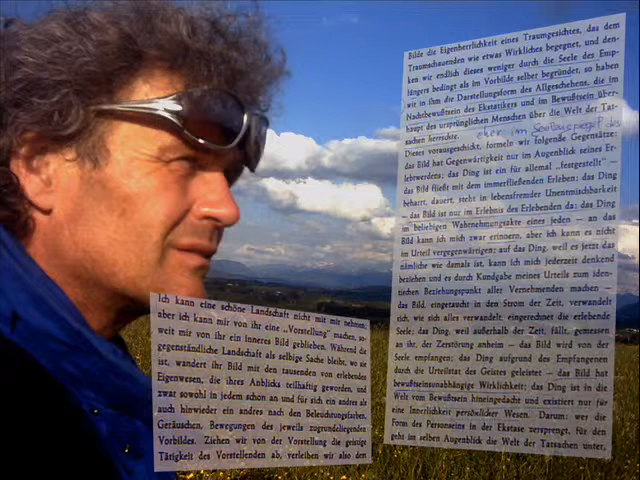 Ich kann eine schöne Landschaft nicht mit mir nehmen,
aber ich kann mir von ihr eine „Vorstellung" machen, so-
weit mir von ihr ein inneres Bild geblieben. Während die
gegenständliche Landschaft als selbige Sache bleibt, wo sie
ist, wandert ihr Bild mit den tausenden von erlebenden
Eigenwesen, die ihres Anblicks teilhaftig geworden, und
zwar sowohl in jedem schon an und für sich ein andres als
auch hinwieder ein andres nach den Beleuchtungsfarben,
Geräuschen, Bewegungen des jeweils zugrundeliegenden
Vorbildes. Ziehen wir von der Vorstellung die geistige
Tätigkeit des Vorstellenden ab, verleihen wir also dem
Bilde die Eigenherrlichkeit eines Traumgesichtes, das dem
Traumschauenden wie etwas Wirkliches begegnet, und den-
ken wir endlich dieses weniger durch die Seele des Emp-
fängers bedingt als im Vorbilde selber begründet, so haben
wir in ihm die Darstellungsform des Allgeschehens, die im
Nachtbewußtsein des Ekstatikers und im Bewußtsein über-
haupt des ursprünglichen Menschen über die Welt der Tat-
sachen herrschte. eher im
Dieses vorausgeschickt, formeln wir folgende Gegensätze:
das Bild hat Gegenwärtigkeit nur im Augenblick seines Er-
lebtwerdens; das Ding ist ein für allemal „festgestellt" —
das Bild fließt mit dem immerfließenden Erleben; das Ding
beharrt, dauert, steht in lebensfremder Unentmischbarkeit
— das Bild ist nur im Erlebnis des Erlebenden da; das Ding
im beliebigen Wahrnehmungsakte eines jeden — an das
Bild kann ich mich zwar erinnern, aber ich kann es nicht
im Urteil vergegenwärtigen; auf das Ding, weil es jetzt das
nämliche wie damals ist, kann ich mich jederzeit denkend
beziehen und es durch Kundgabe meines Urteils zum iden-
tischen Beziehungspunkt aller Vernehmenden machen —
das Bild, eingetaucht in den Strom der Zeit, verwandelt
sich, wie sich alles verwandelt, eingerechnet die erlebende
Seele; das Ding, weil außerhalb der Zeit, fällt, gemessen
an ihr, der Zerstörung anheim — das Bild wird von der
Seele empfangen; das Ding aufgrund des Empfangenen
durch die Urteilstat des Geistes geleistet — das Bild hat
bewußtseinsunabhängige Wirklichkeit; das Ding ist in die
Welt vom Bewußtsein hineingedacht und existiert nur für
eine Innerlichkeit persönlicher Wesen. Darum: wer die
Form des Personseins in der Ekstase zersprengt, für den
geht im selben Augenblick die Welt der Tatsachen unter,